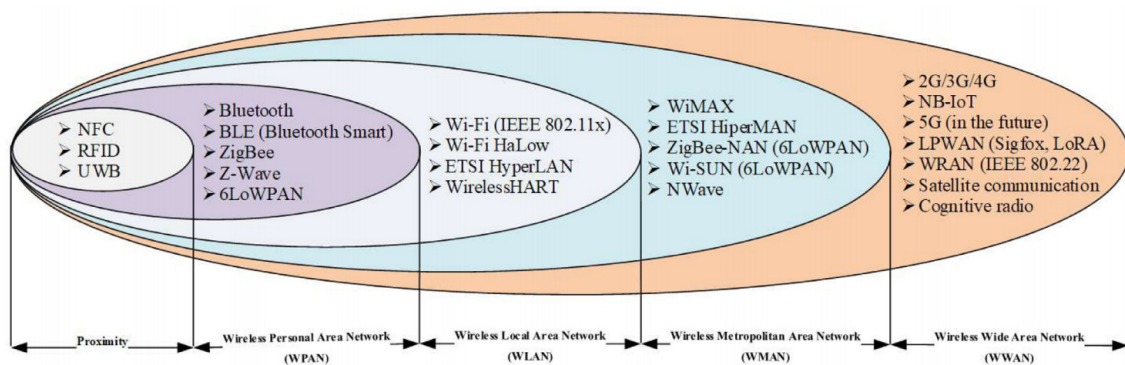 ➢ NFC
➢ RFID
➢ UWB
➢ Bluetooth
➢ BLE (Bluetooth Smart)
➢ ZigBee
➢ Z-Wave
➢ 6LoWPAN
➢ Wi-Fi (IEEE 802.11x)
➢ Wi-Fi HaLow
➢ ETSI HyperLAN
➢ WirelessHART
➢ WiMAX
➢ ETSI HiperMAN
➢ ZigBee-NAN (6LoWPAN)
➢ Wi-SUN (6LoWPAN)
➢ NWave
➢ 2G/3G/4G
➢ NB-IoT
➢ 5G (in the future)
➢ LPWAN (Sigfox, LoRA)
➢ WRAN (IEEE 802.22)
➢ Satellite communication
➢ Cognitive radio
Proximity
Wireless Personal Area Network
(WPAN)
Wireless Local Area Network
(WLAN)
Wireless Metropolitan Area Network
(WMAN)
Wireless Wide Area Network
(WWAN)